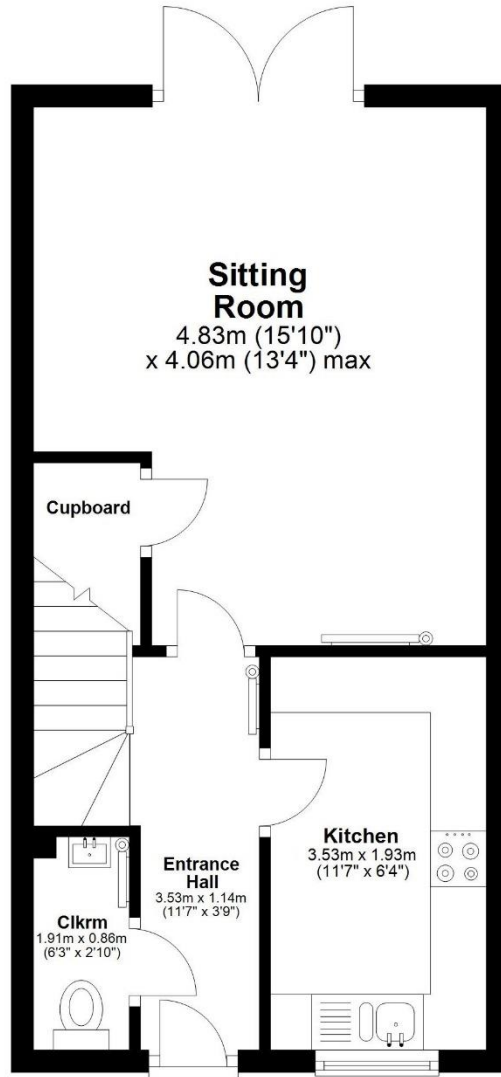 Sitting
Room
4.83m (15'10")
x 4.06m (13'4") max
Cupboard
Kitchen
3.53m x 1.93m
(11'7" x 6'4")
Entrance
Hall
3.53m x 1.14m
(11'7" x 3'9")
Clkrm
1.91m x 0.86m
(6'3" x 2'10")